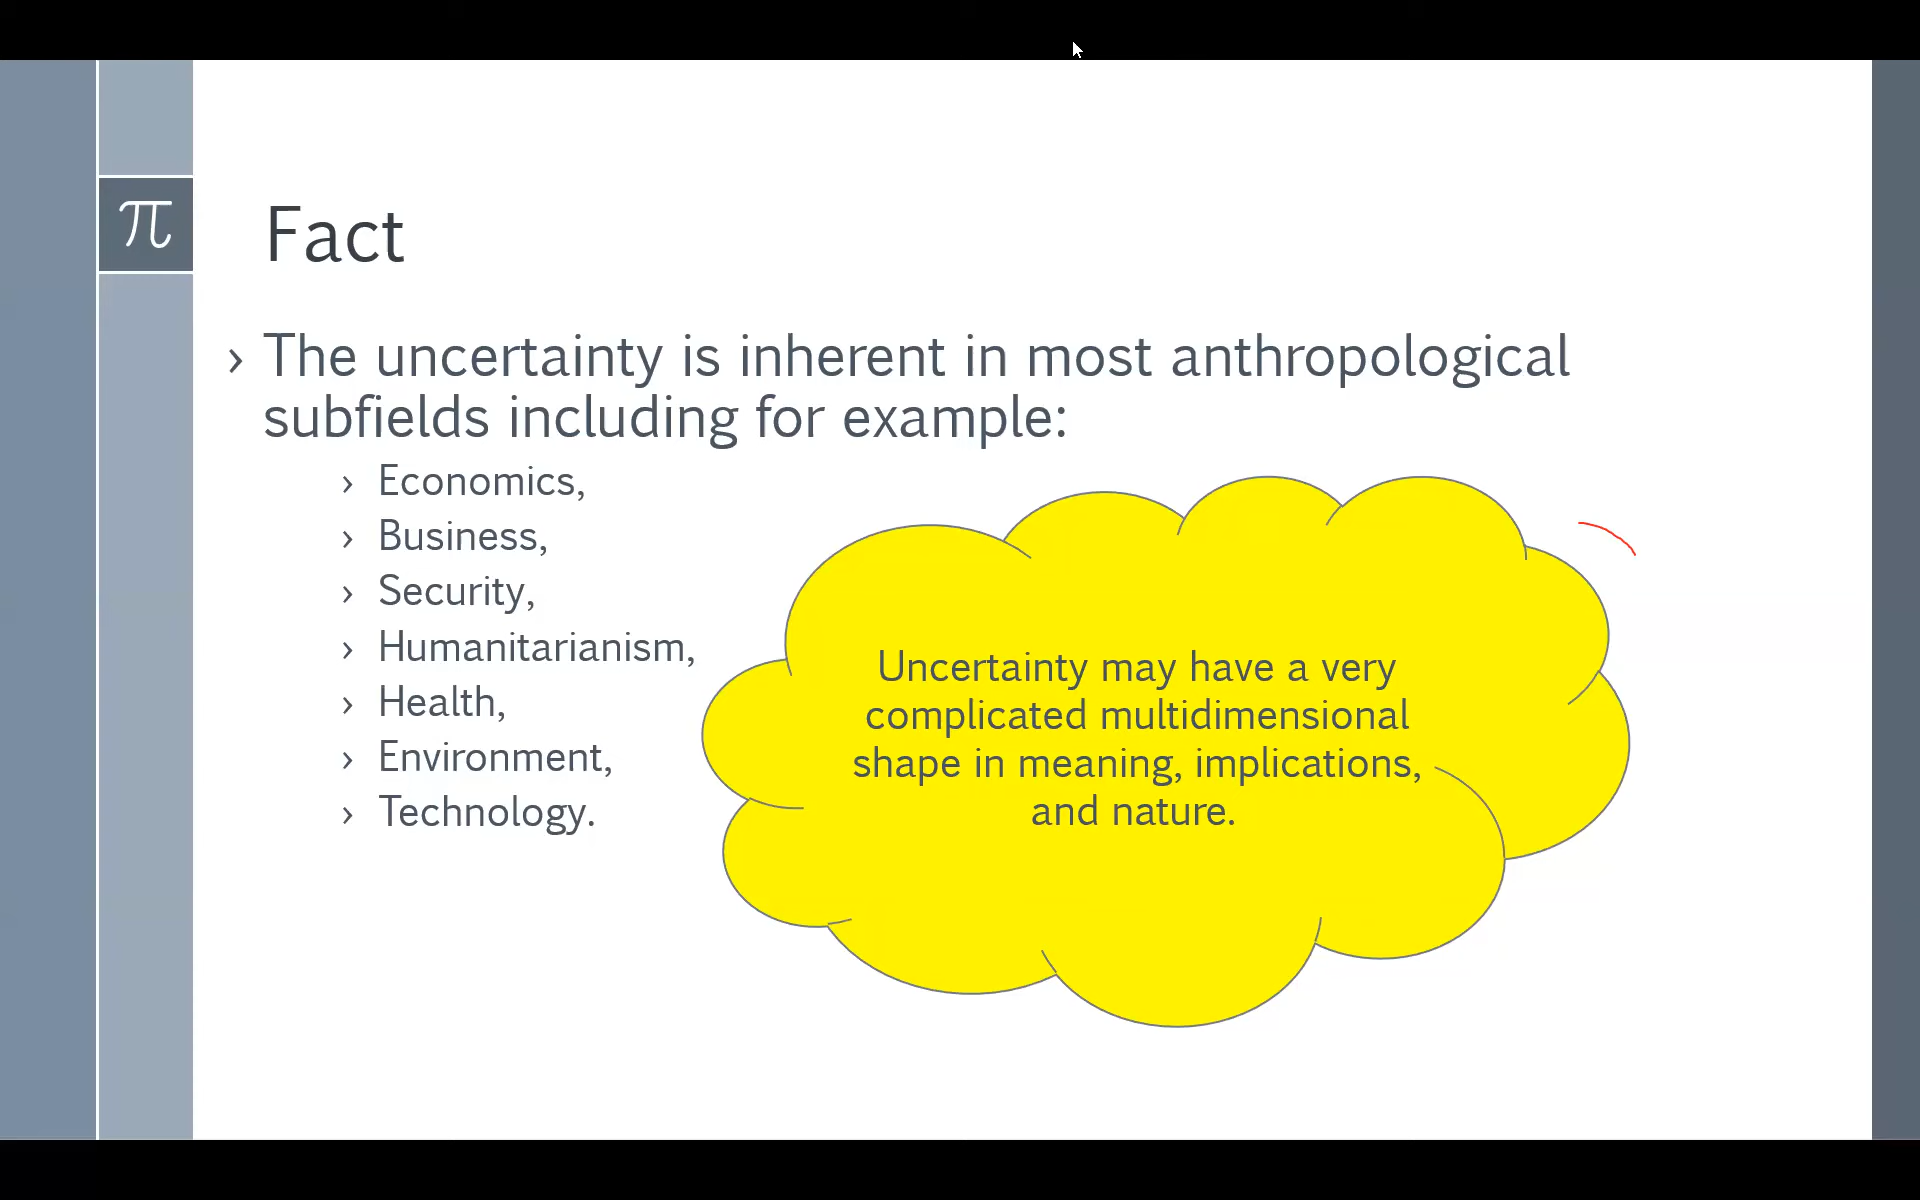 π
Fact
› The uncertainty is inherent in most anthropological
subfields including for example:
› Economics,
› Business,
› Security,
› Humanitarianism,
› Health,
› Environment,
› Technology.
Uncertainty may have a very
complicated multidimensional
shape in meaning, implications,
and nature.